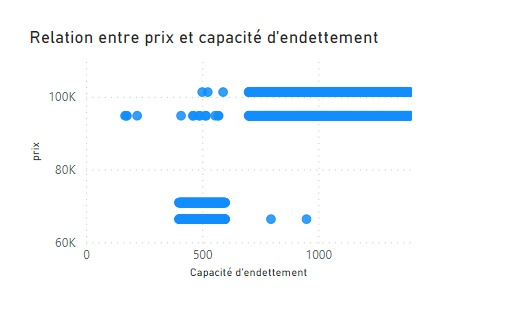 Relation entre prix et capacité d'endettement
prix
100K
80K
60K
0 500 1000
Capacité d'endettement